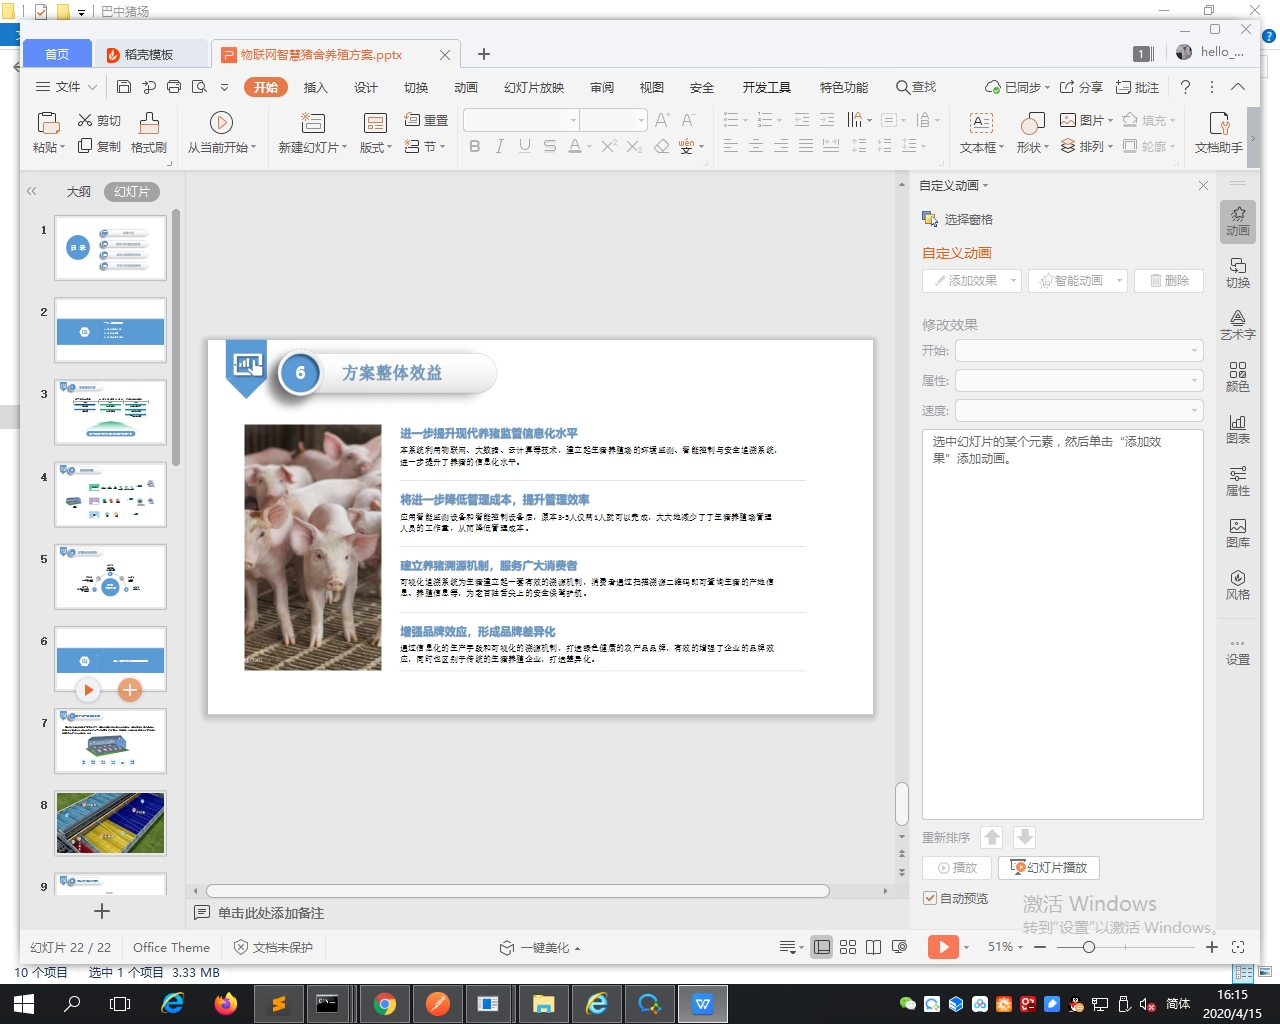 巴中猪场
首页
稻壳模板
物联网智慧猪舍养殖方案.pptx
1
hello_...
文件
开始
插入
设计
切换
动画
幻灯片放映
审阅
视图
安全
开发工具
特色功能
查找
已同步
分享
批注
粘贴
剪切
复制
格式刷
从当前开始
新建幻灯片
版式
重置
节
文本框
形状
图片
排列
填充
轮廓
文档助手
大纲
幻灯片
1
目录
2
3
4
5
6
7
8
9
6
方案整体效益
进一步提升现代养猪监管信息化水平
本系统利用物联网、大数据、云计算等技术，建立起生猪养殖场的环境监测、智能控制与安全追溯系统，
进一步提升了养猪的信息化水平。
将进一步降低管理成本，提升管理效率
应用智能监测设备和智能控制设备后，原本3-5人仅需1人就可以完成，大大地减少了了生猪养殖场管理
人员的工作量，从而降低管理成本。
建立养猪溯源机制，服务广大消费者
可视化追溯系统为生猪建立起一套有效的溯源机制，消费者通过扫描溯源二维码即可查询生猪的产地信
息、养殖信息等，为老百姓舌尖上的安全保驾护航。
增强品牌效应，形成品牌差异化
通过信息化的生产手段和可视化的溯源机制，打造绿色健康的农产品品牌，有效的增强了企业的品牌效
应，同时也区别于传统的生猪养殖企业，打造差异化。
自定义动画
选择窗格
自定义动画
添加效果
智能动画
删除
修改效果
开始:
属性:
速度:
选中幻灯片的某个元素，然后单击“添加效
果”添加动画。
重新排序
播放
幻灯片播放
自动预览
动画
切换
艺术字
颜色
图表
属性
图库
风格
设置
激活 Windows
转到“设置”以激活 Windows。
单击此处添加备注
幻灯片 22 / 22
Office Theme
文档未保护
一键美化
51%
10 个项目
选中 1 个项目 3.33 MB
简体
16:15
2020/4/15